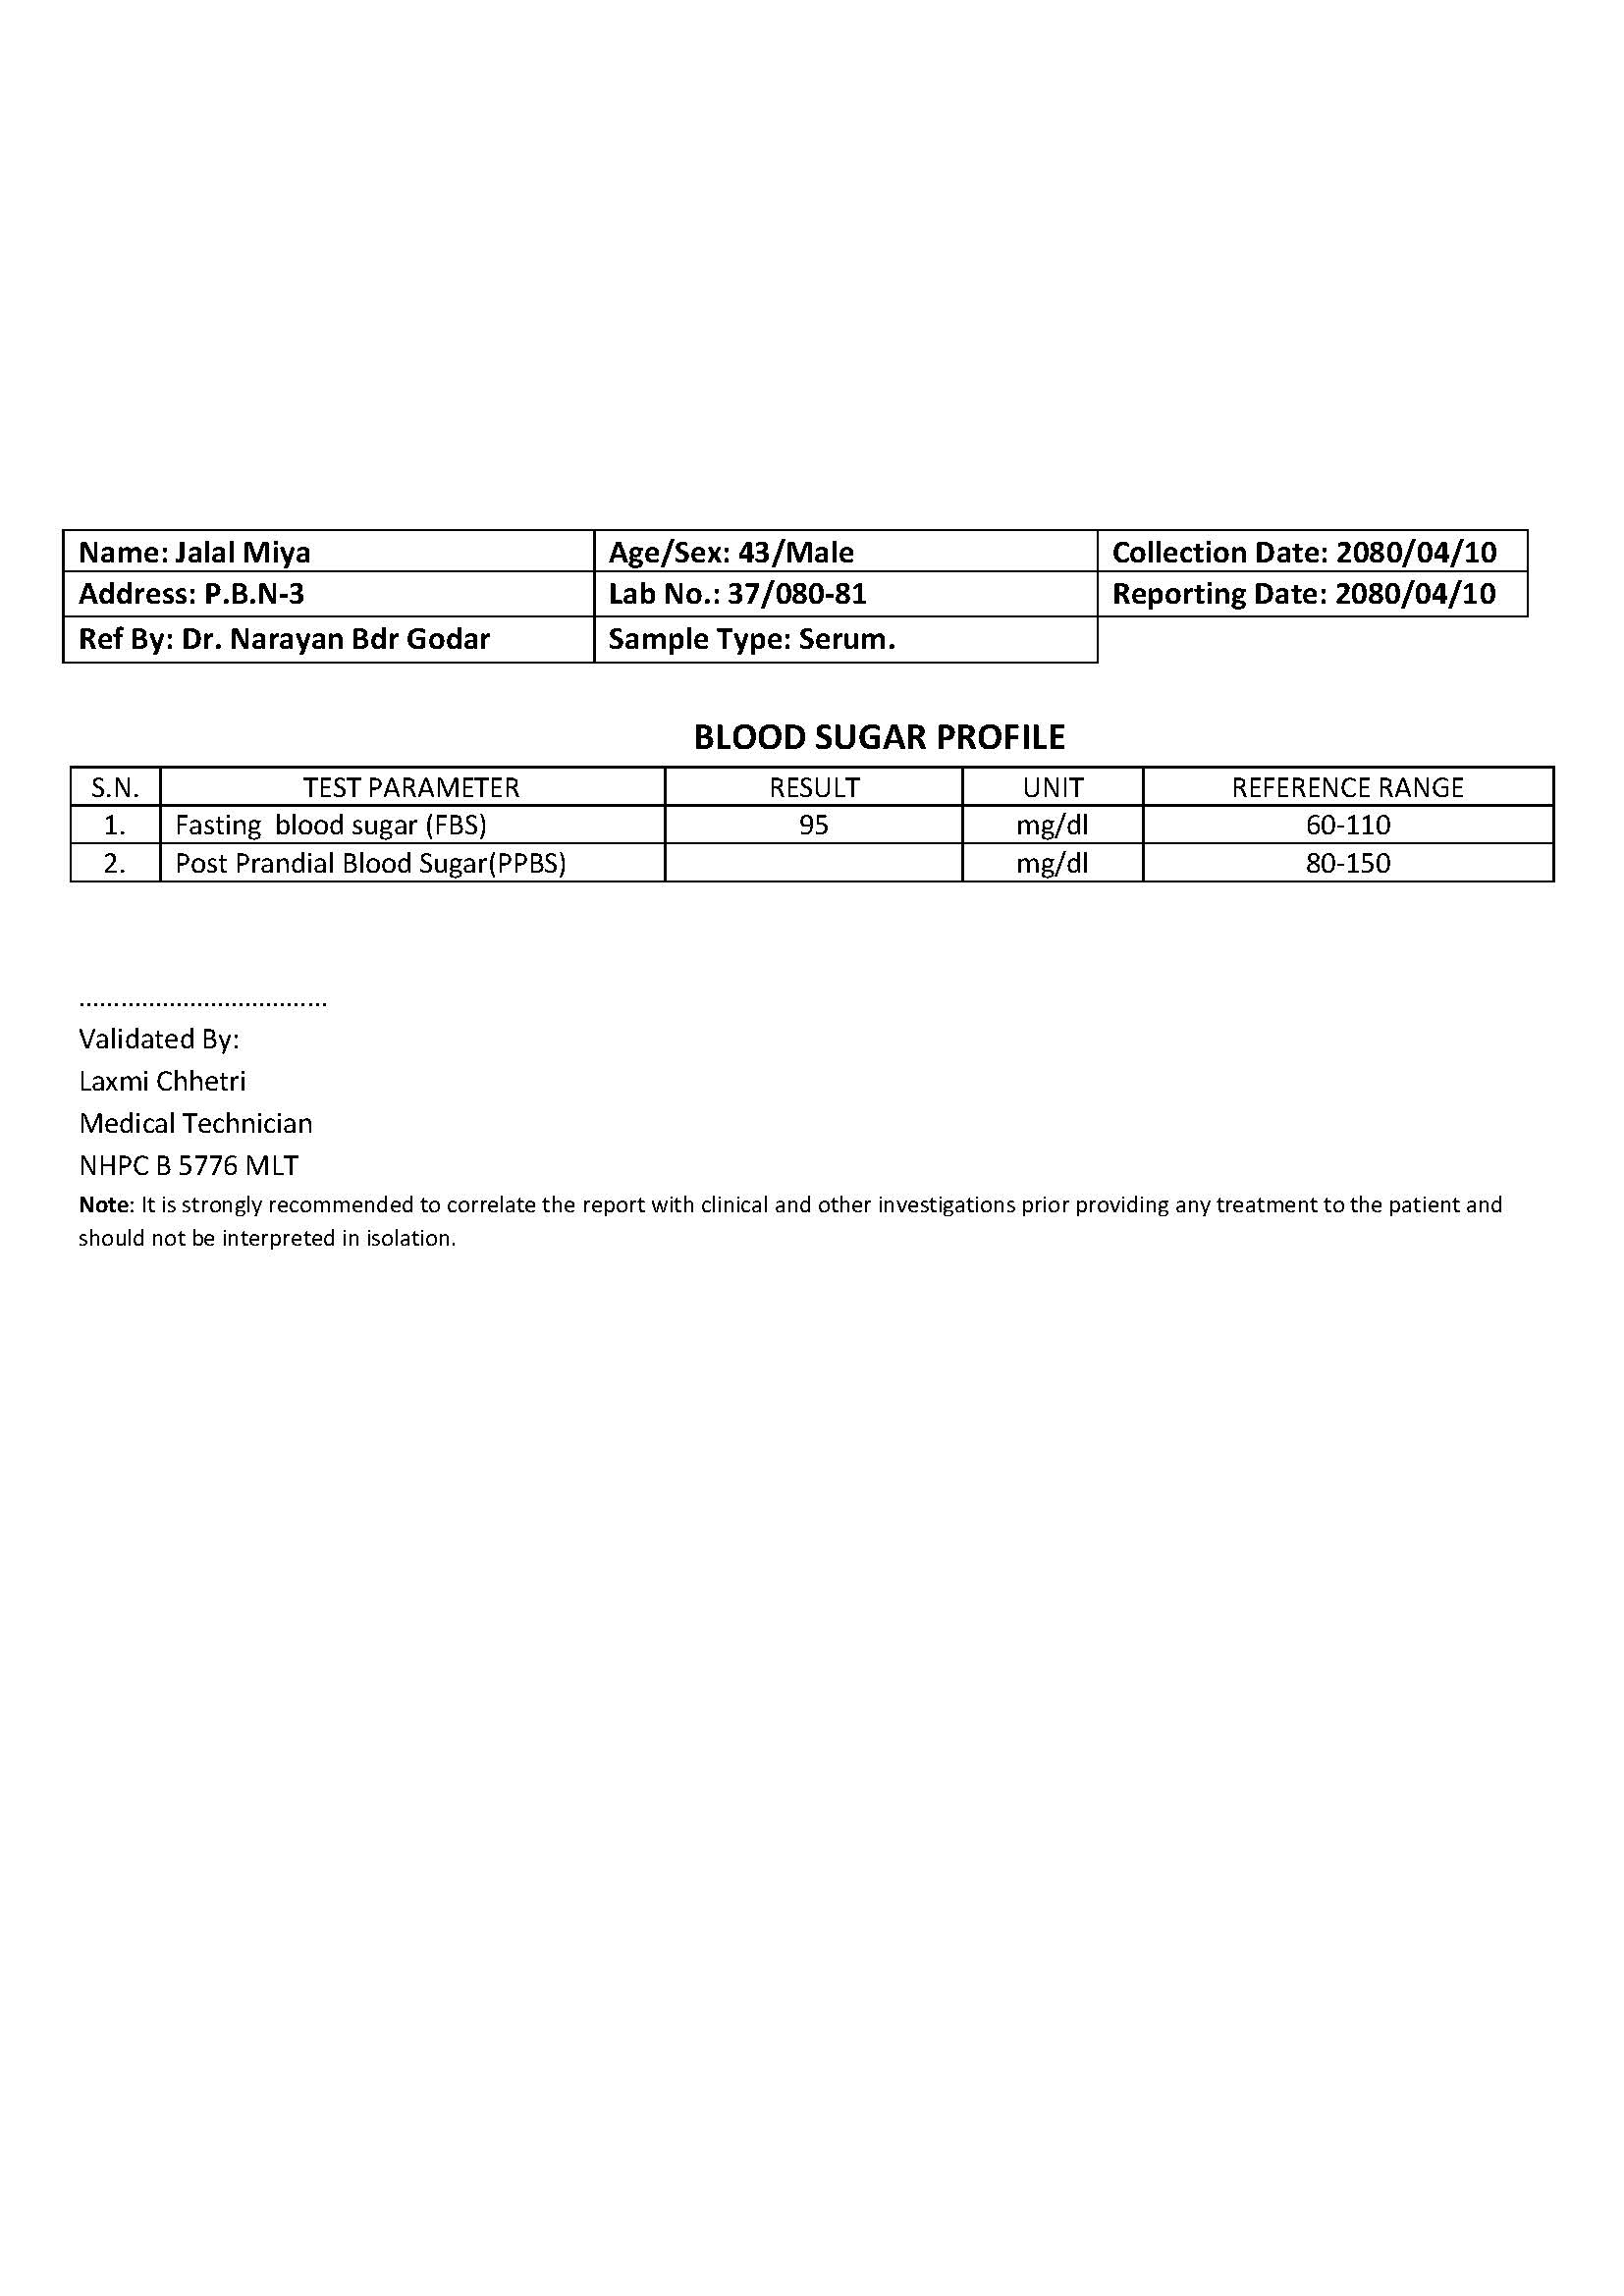 Name: Jalal Miya Age/Sex: 43/Male Collection Date: 2080/04/10
Address: P.B.N-3 Lab No.: 37/080-81 Reporting Date: 2080/04/10
Ref By: Dr. Narayan Bdr Godar Sample Type: Serum.
BLOOD SUGAR PROFILE
S.N. TEST PARAMETER RESULT UNIT REFERENCE RANGE
1. Fasting blood sugar (FBS) 95 mg/dl 60-110
2. Post Prandial Blood Sugar(PPBS) mg/dl 80-150
....................................
Validated By:
Laxmi Chhetri
Medical Technician
NHPC B 5776 MLT
Note: It is strongly recommended to correlate the report with clinical and other investigations prior providing any treatment to the patient and
should not be interpreted in isolation.